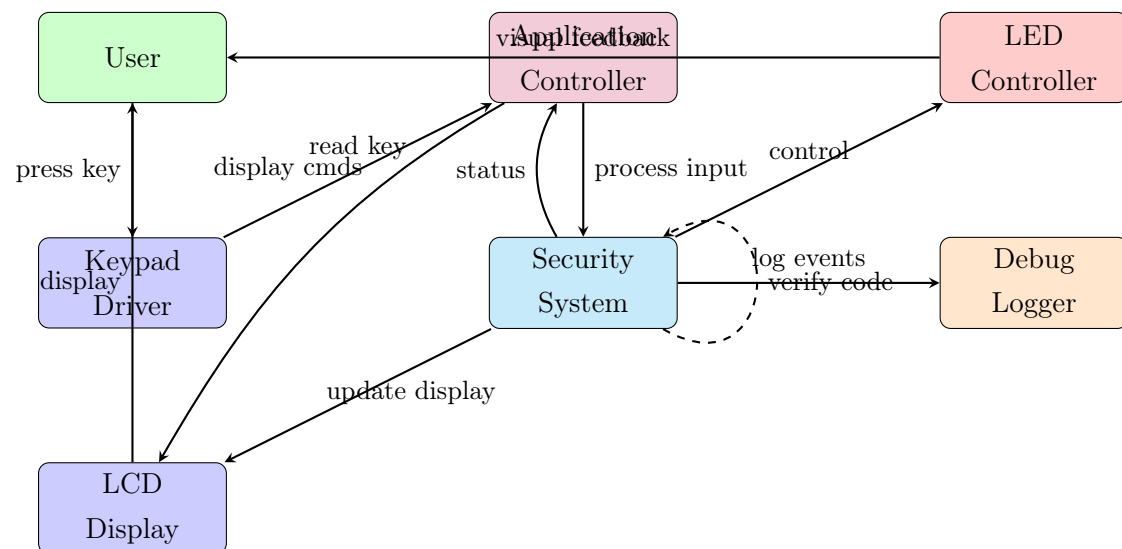 User
Application
Controller
visual feedback
LED
Controller
press key
read key
display cmds
status
process input
control
Keypad
Driver
display
Security
System
log events
verify code
Debug
Logger
update display
LCD
Display